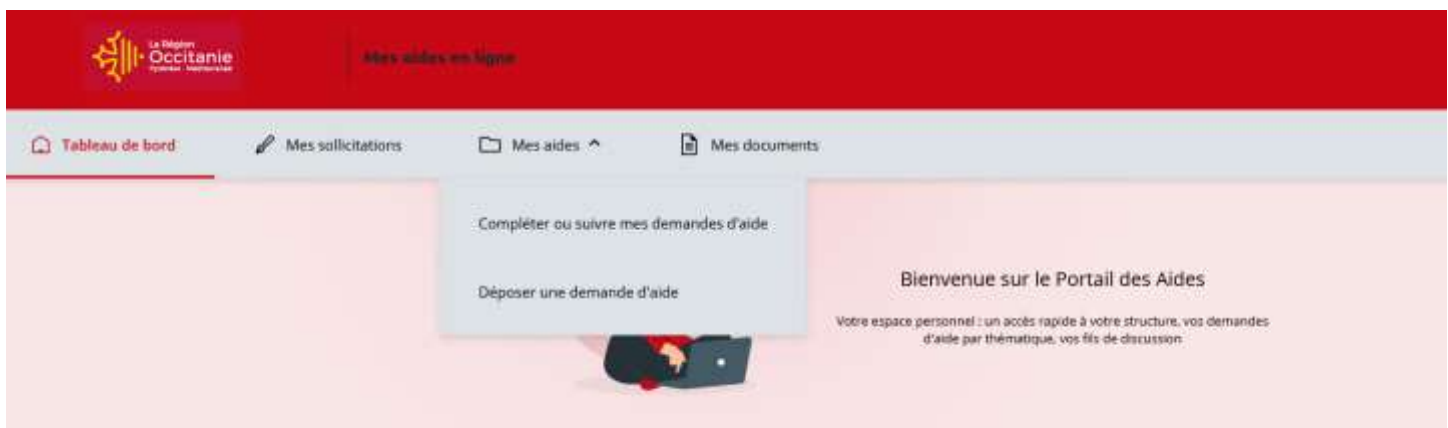 La Région
Occitanie
Pyrénées - Méditerranée
Mes aides en ligne
Tableau de bord
Mes sollicitations
Mes aides
Mes documents
Compléter ou suivre mes demandes d'aide
Déposer une demande d'aide
Bienvenue sur le Portail des Aides
Votre espace personnel : un accès rapide à votre structure, vos demandes
d'aide par thématique, vos fils de discussion